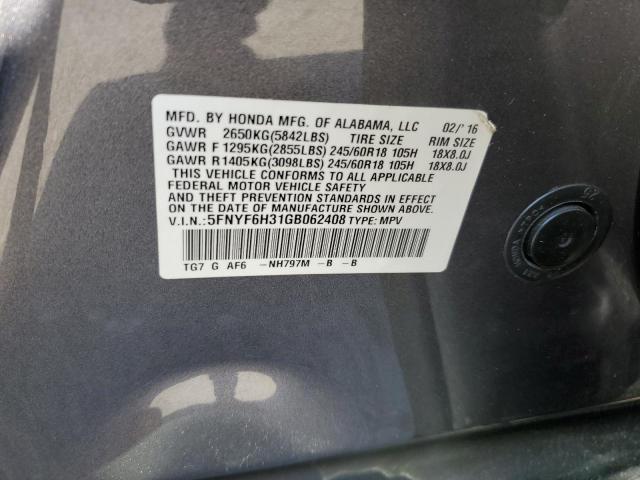 MFD. BY HONDA MFG. OF ALABAMA, LLC 02/'16
GVWR 2650KG(5842LBS) TIRE SIZE RIM SIZE
GAWR F 1295KG(2855LBS) 245/60R18 105H 18X8.0J
GAWR R 1405KG(3098LBS) 245/60R18 105H 18X8.0J
THIS VEHICLE CONFORMS TO ALL APPLICABLE
FEDERAL MOTOR VEHICLE SAFETY
AND THEFT PREVENTION STANDARDS IN EFFECT
ON THE DATE OF MANUFACTURE SHOWN ABOVE.
V.I.N.: 5FNYF6H31GB062408 TYPE: MPV
TG7 G AF6 -NH797M -B -B